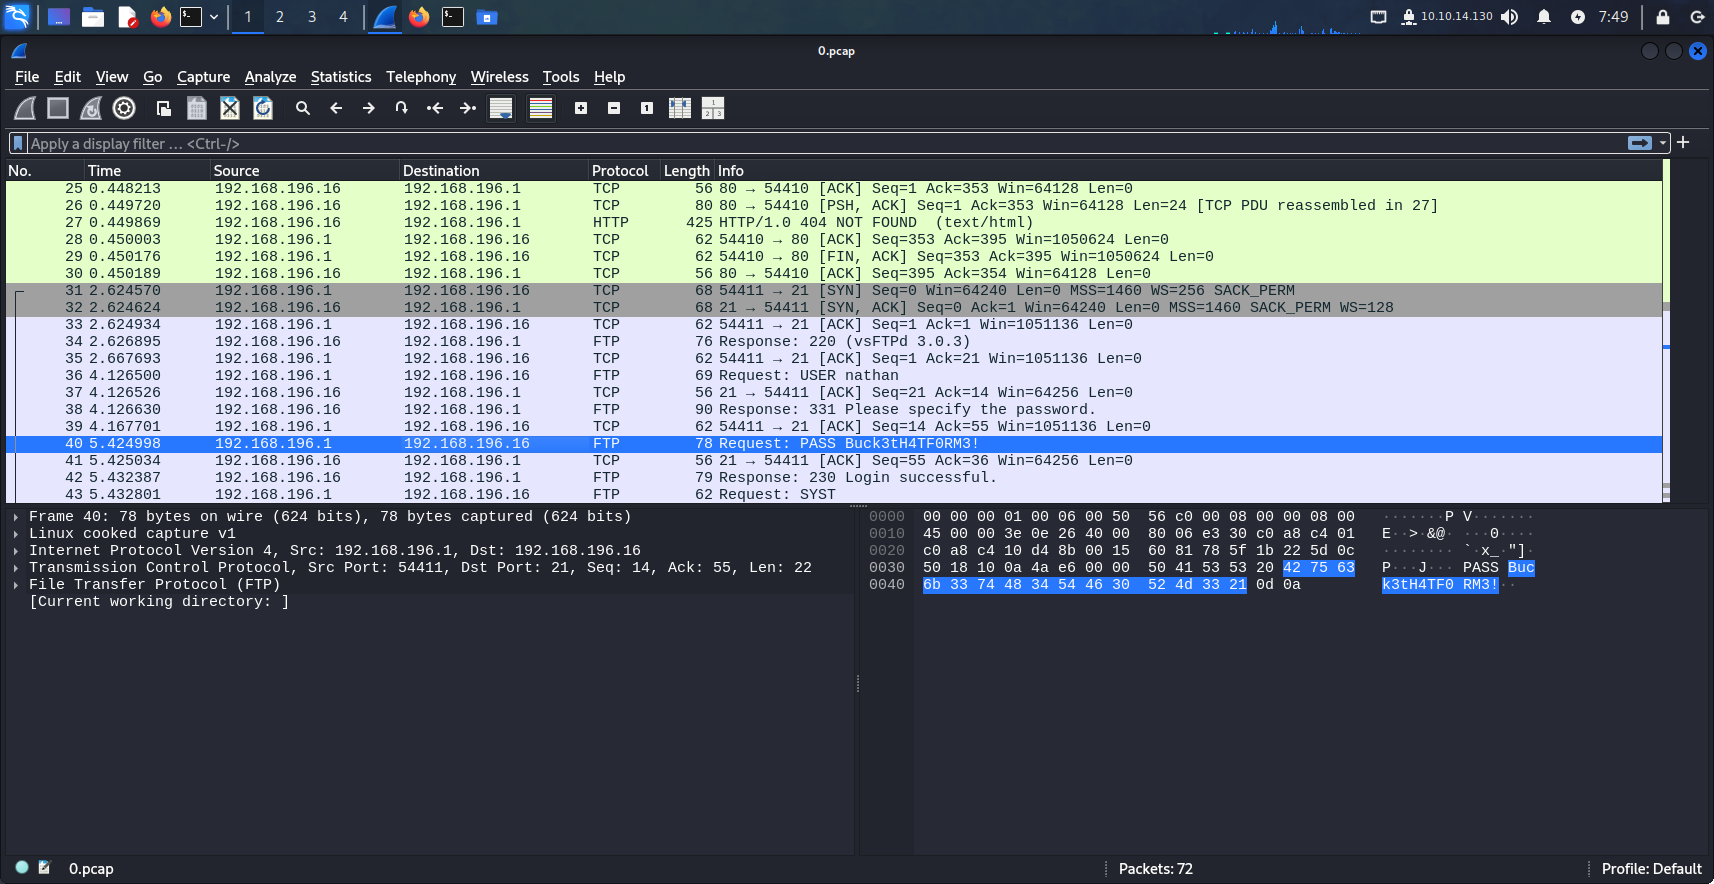 1 2 3 4 10.10.14.130 7:49
0.pcap
File Edit View Go Capture Analyze Statistics Telephony Wireless Tools Help
Apply a display filter … <Ctrl-/>
No. Time Source Destination Protocol Length Info
25 0.448213 192.168.196.16 192.168.196.1 TCP 56 80 → 54410 [ACK] Seq=1 Ack=353 Win=64128 Len=0
26 0.449720 192.168.196.16 192.168.196.1 TCP 80 80 → 54410 [PSH, ACK] Seq=1 Ack=353 Win=64128 Len=24 [TCP PDU reassembled in 27]
27 0.449869 192.168.196.16 192.168.196.1 HTTP 425 HTTP/1.0 404 NOT FOUND (text/html)
28 0.450003 192.168.196.1 192.168.196.16 TCP 62 54410 → 80 [ACK] Seq=353 Ack=395 Win=1050624 Len=0
29 0.450176 192.168.196.1 192.168.196.16 TCP 62 54410 → 80 [FIN, ACK] Seq=353 Ack=395 Win=1050624 Len=0
30 0.450189 192.168.196.16 192.168.196.1 TCP 56 80 → 54410 [ACK] Seq=395 Ack=354 Win=64128 Len=0
31 2.624570 192.168.196.1 192.168.196.16 TCP 68 54411 → 21 [SYN] Seq=0 Win=64240 Len=0 MSS=1460 WS=256 SACK_PERM
32 2.624624 192.168.196.16 192.168.196.1 TCP 68 21 → 54411 [SYN, ACK] Seq=0 Ack=1 Win=64240 Len=0 MSS=1460 SACK_PERM WS=128
33 2.624934 192.168.196.1 192.168.196.16 TCP 62 54411 → 21 [ACK] Seq=1 Ack=1 Win=1051136 Len=0
34 2.626895 192.168.196.16 192.168.196.1 FTP 76 Response: 220 (vsFTPd 3.0.3)
35 2.667693 192.168.196.1 192.168.196.16 TCP 62 54411 → 21 [ACK] Seq=1 Ack=21 Win=1051136 Len=0
36 4.126500 192.168.196.1 192.168.196.16 FTP 69 Request: USER nathan
37 4.126526 192.168.196.16 192.168.196.1 TCP 56 21 → 54411 [ACK] Seq=21 Ack=14 Win=64256 Len=0
38 4.126630 192.168.196.16 192.168.196.1 FTP 90 Response: 331 Please specify the password.
39 4.167701 192.168.196.1 192.168.196.16 TCP 62 54411 → 21 [ACK] Seq=14 Ack=55 Win=1051136 Len=0
40 5.424998 192.168.196.1 192.168.196.16 FTP 78 Request: PASS Buck3tH4TF0RM3!
41 5.425034 192.168.196.16 192.168.196.1 TCP 56 21 → 54411 [ACK] Seq=55 Ack=36 Win=64256 Len=0
42 5.432387 192.168.196.16 192.168.196.1 FTP 79 Response: 230 Login successful.
43 5.432801 192.168.196.1 192.168.196.16 FTP 62 Request: SYST
Frame 40: 78 bytes on wire (624 bits), 78 bytes captured (624 bits)
Linux cooked capture v1
Internet Protocol Version 4, Src: 192.168.196.1, Dst: 192.168.196.16
Transmission Control Protocol, Src Port: 54411, Dst Port: 21, Seq: 14, Ack: 55, Len: 22
File Transfer Protocol (FTP)
[Current working directory: ]
0000 00 00 00 01 00 06 00 50 56 c0 00 08 00 00 08 00 ·······P V·······
0010 45 00 00 3e 0e 26 40 00 80 06 e3 30 c0 a8 c4 01 E··>·&@· ···0····
0020 c0 a8 c4 10 d4 8b 00 15 60 81 78 5f 1b 22 5d 0c ········ `·x_·"]·
0030 50 18 10 0a 4a e6 00 00 50 41 53 53 20 42 75 63 P···J··· PASS Buc
0040 6b 33 74 48 34 54 46 30 52 4d 33 21 0d 0a k3tH4TF0 RM3!··
0.pcap Packets: 72 Profile: Default